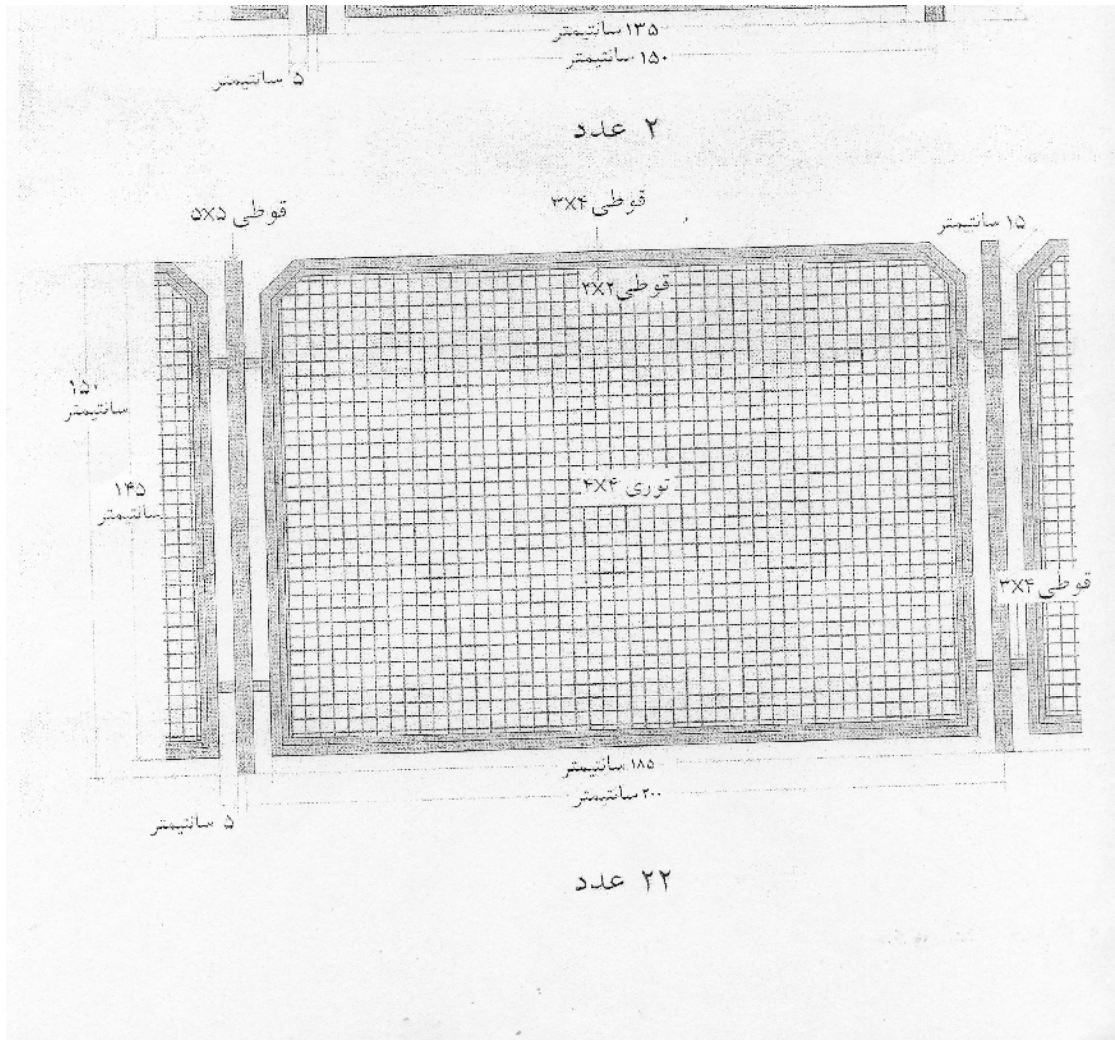 ۱۳۵ سانتیمتر
۱۵۰ سانتیمتر
۵ سانتیمتر
۲ عدد
قوطی ۵X۵
قوطی ۳X۴
۱۵ سانتیمتر
قوطی ۲X۲
۱۵۰
سانتیمتر
۱۴۵
سانتیمتر
توری ۴X۴
قوطی ۳X۴
۱۸۵ سانتیمتر
۲۰۰ سانتیمتر
۵ سانتیمتر
۲۲ عدد